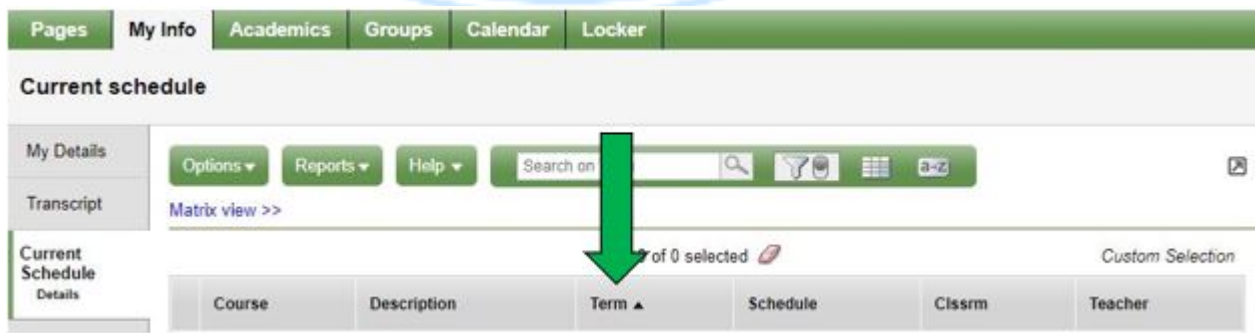 Pages My Info Academics Groups Calendar Locker
Current schedule
My Details
Options Reports Help Search on
Transcript
Matrix view >>
Current
Schedule
Details
of 0 selected
Custom Selection
Course Description Term Schedule Clssrm Teacher
a-z